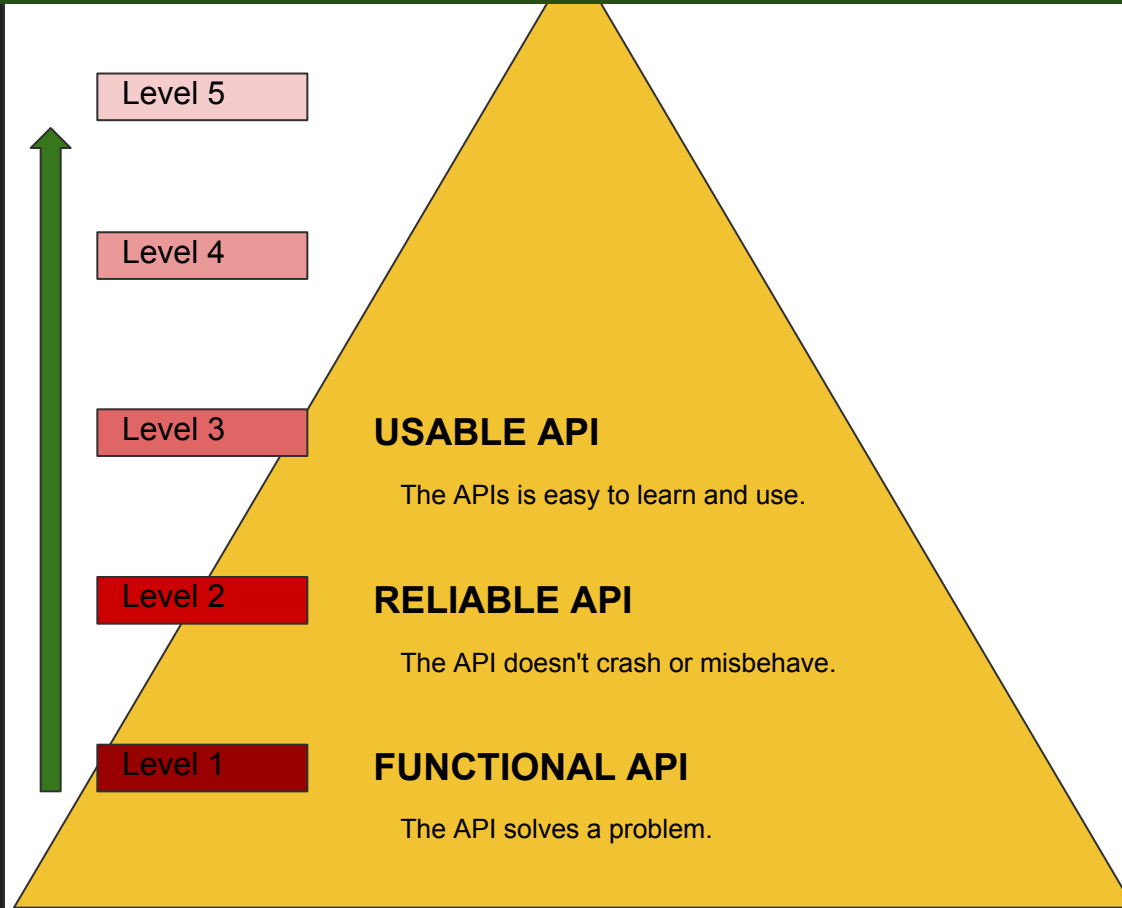 Level 5
Level 4
Level 3
USABLE API
The APIs is easy to learn and use.
Level 2
RELIABLE API
The API doesn't crash or misbehave.
Level 1
FUNCTIONAL API
The API solves a problem.